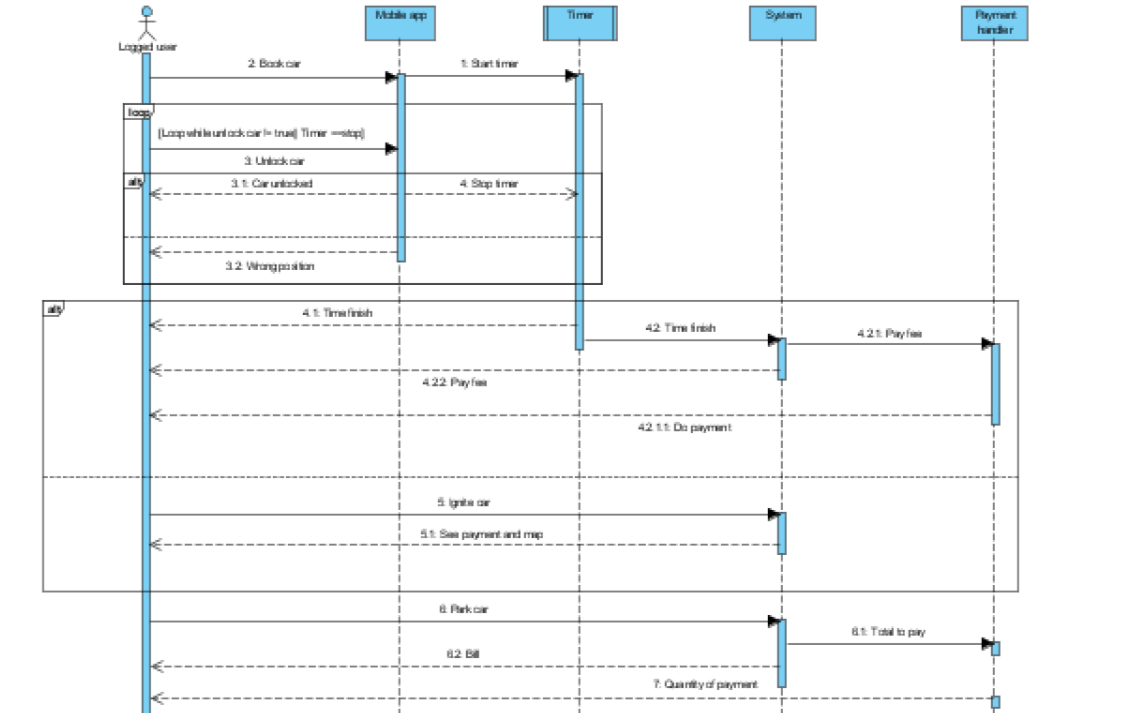 Logged user
Mobile app
Timer
System
Payment
handler
2: Book car
1: Start timer
loop
[Loop while unlock car != true| Timer ==stop]
3: Unlock car
alt
3.1: Car unlocked
4: Stop timer
3.2: Wrong position
alt
4.1: Time finish
4.2: Time finish
4.2.1: Pay fee
4.2.2: Pay fee
4.2.1.1: Do payment
5: Ignite car
5.1: See payment and map
6: Park car
6.1: Total to pay
6.2: Bill
7: Quantity of payment